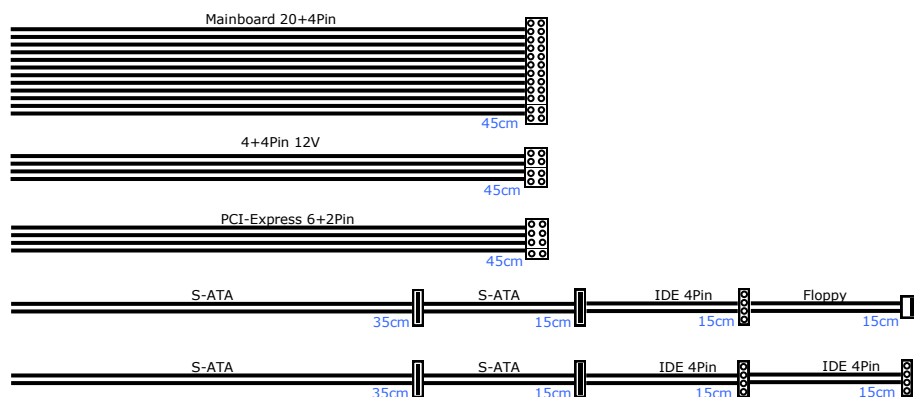 Mainboard 20+4Pin
45cm
4+4Pin 12V
45cm
PCI-Express 6+2Pin
45cm
S-ATA S-ATA IDE 4Pin Floppy
35cm 15cm 15cm 15cm
S-ATA S-ATA IDE 4Pin IDE 4Pin
35cm 15cm 15cm 15cm